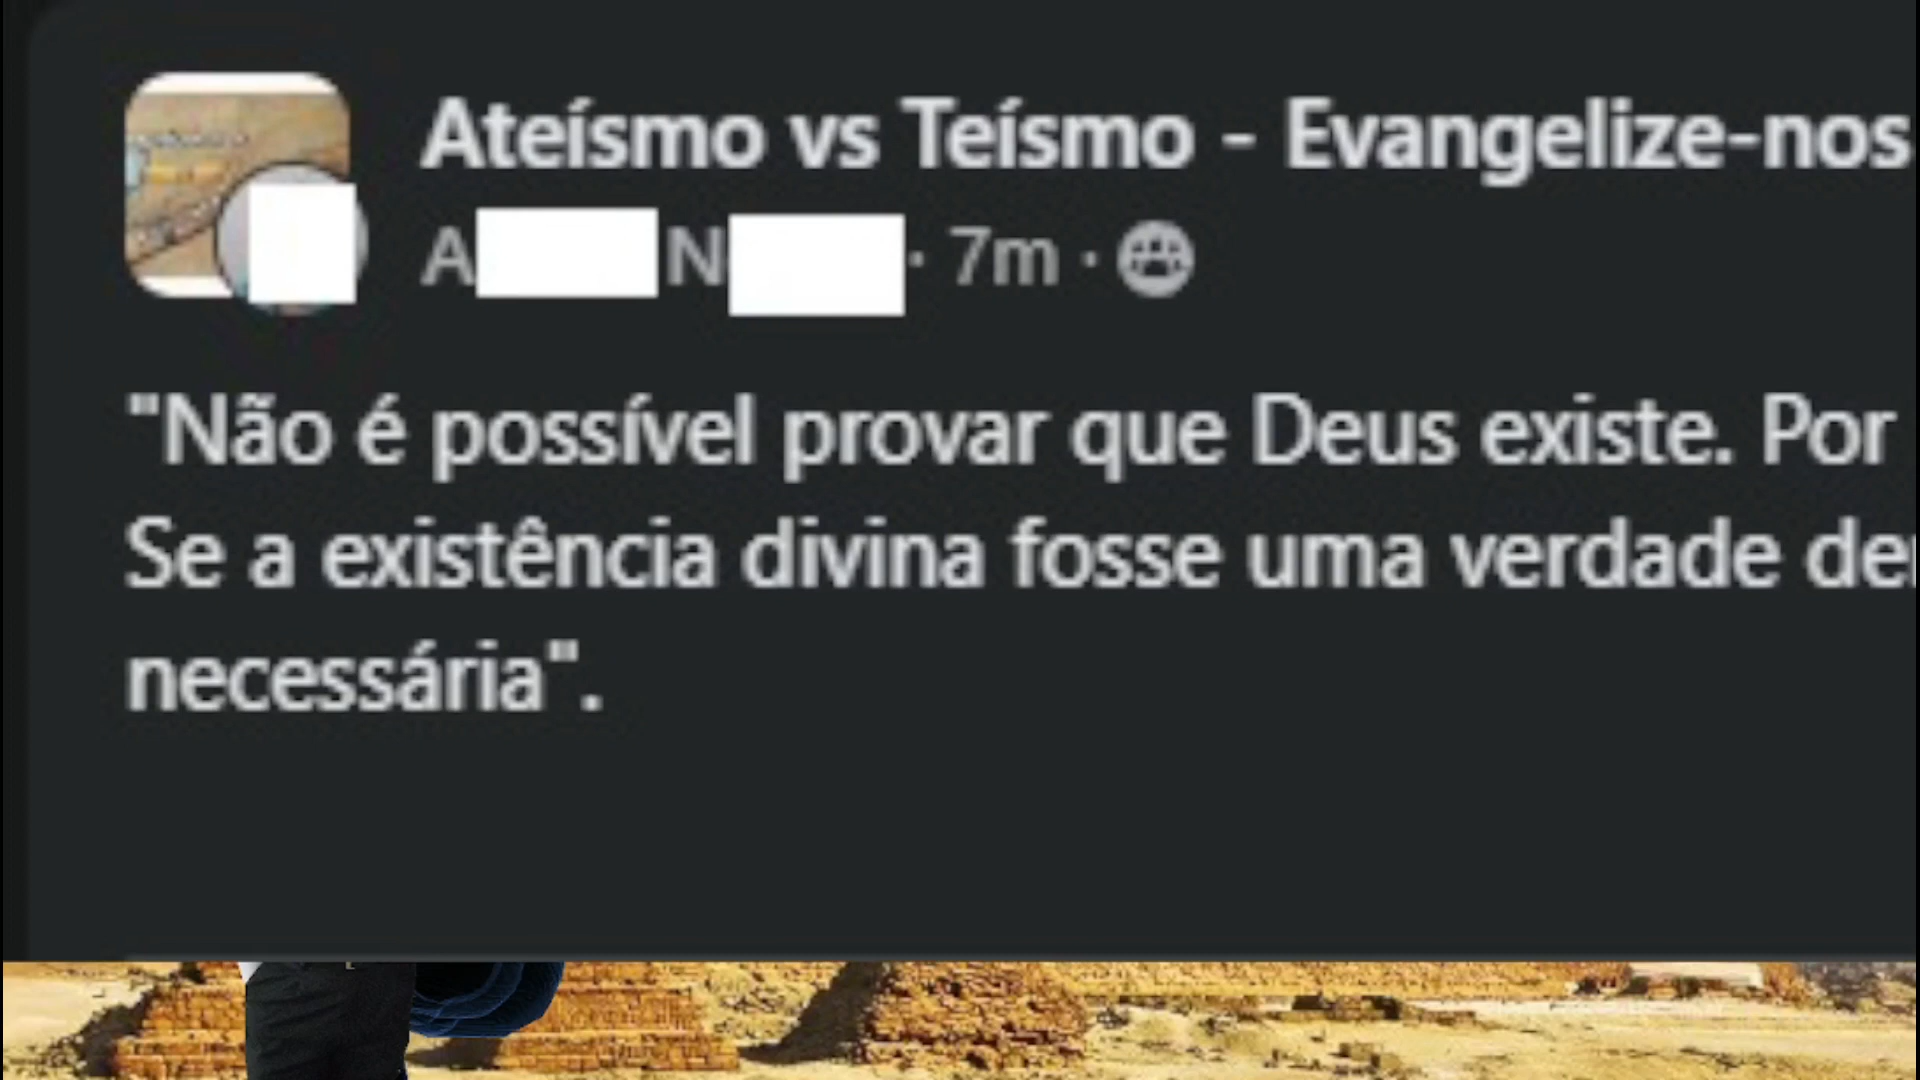 Ateísmo vs Teísmo - Evangelize-nos
A N · 7m ·
"Não é possível provar que Deus existe. Por
Se a existência divina fosse uma verdade
necessária".